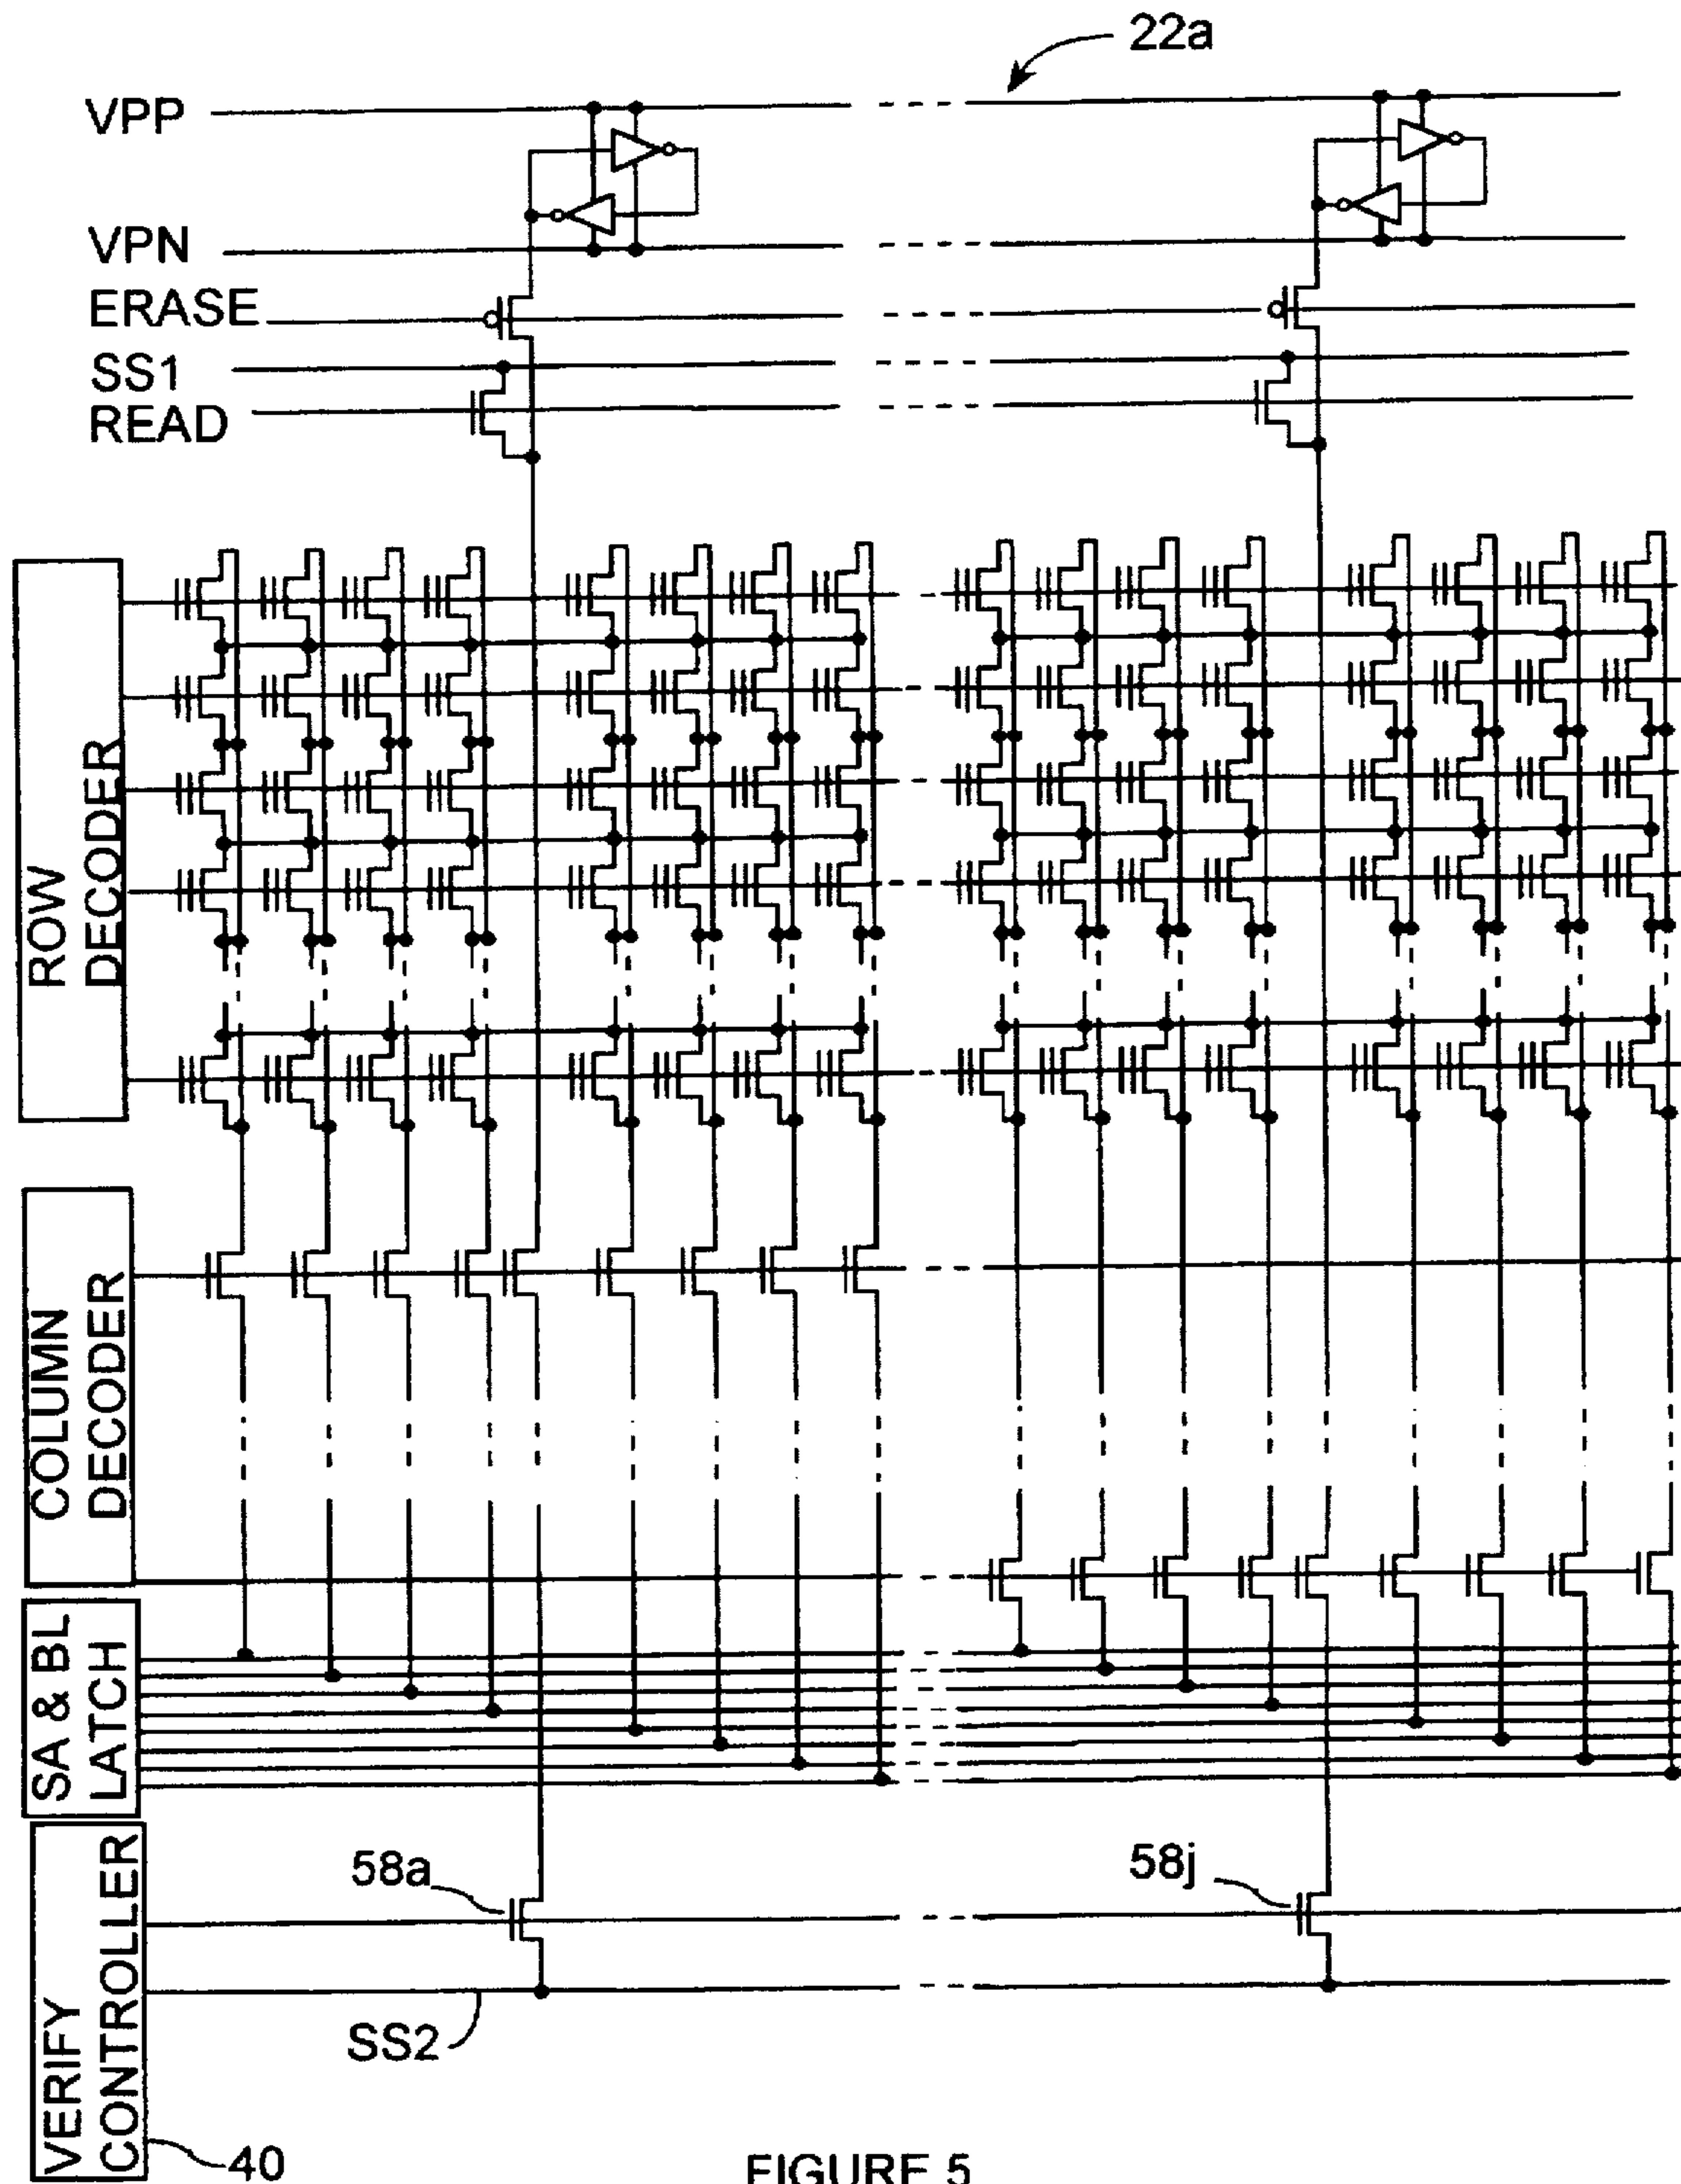 22a
VPP
VPN
ERASE
SS1
READ
ROW
DECODER
COLUMN
DECODER
SA & BL
LATCH
58a
58j
VERIFY
CONTROLLER
SS2
40
FIGURE 5